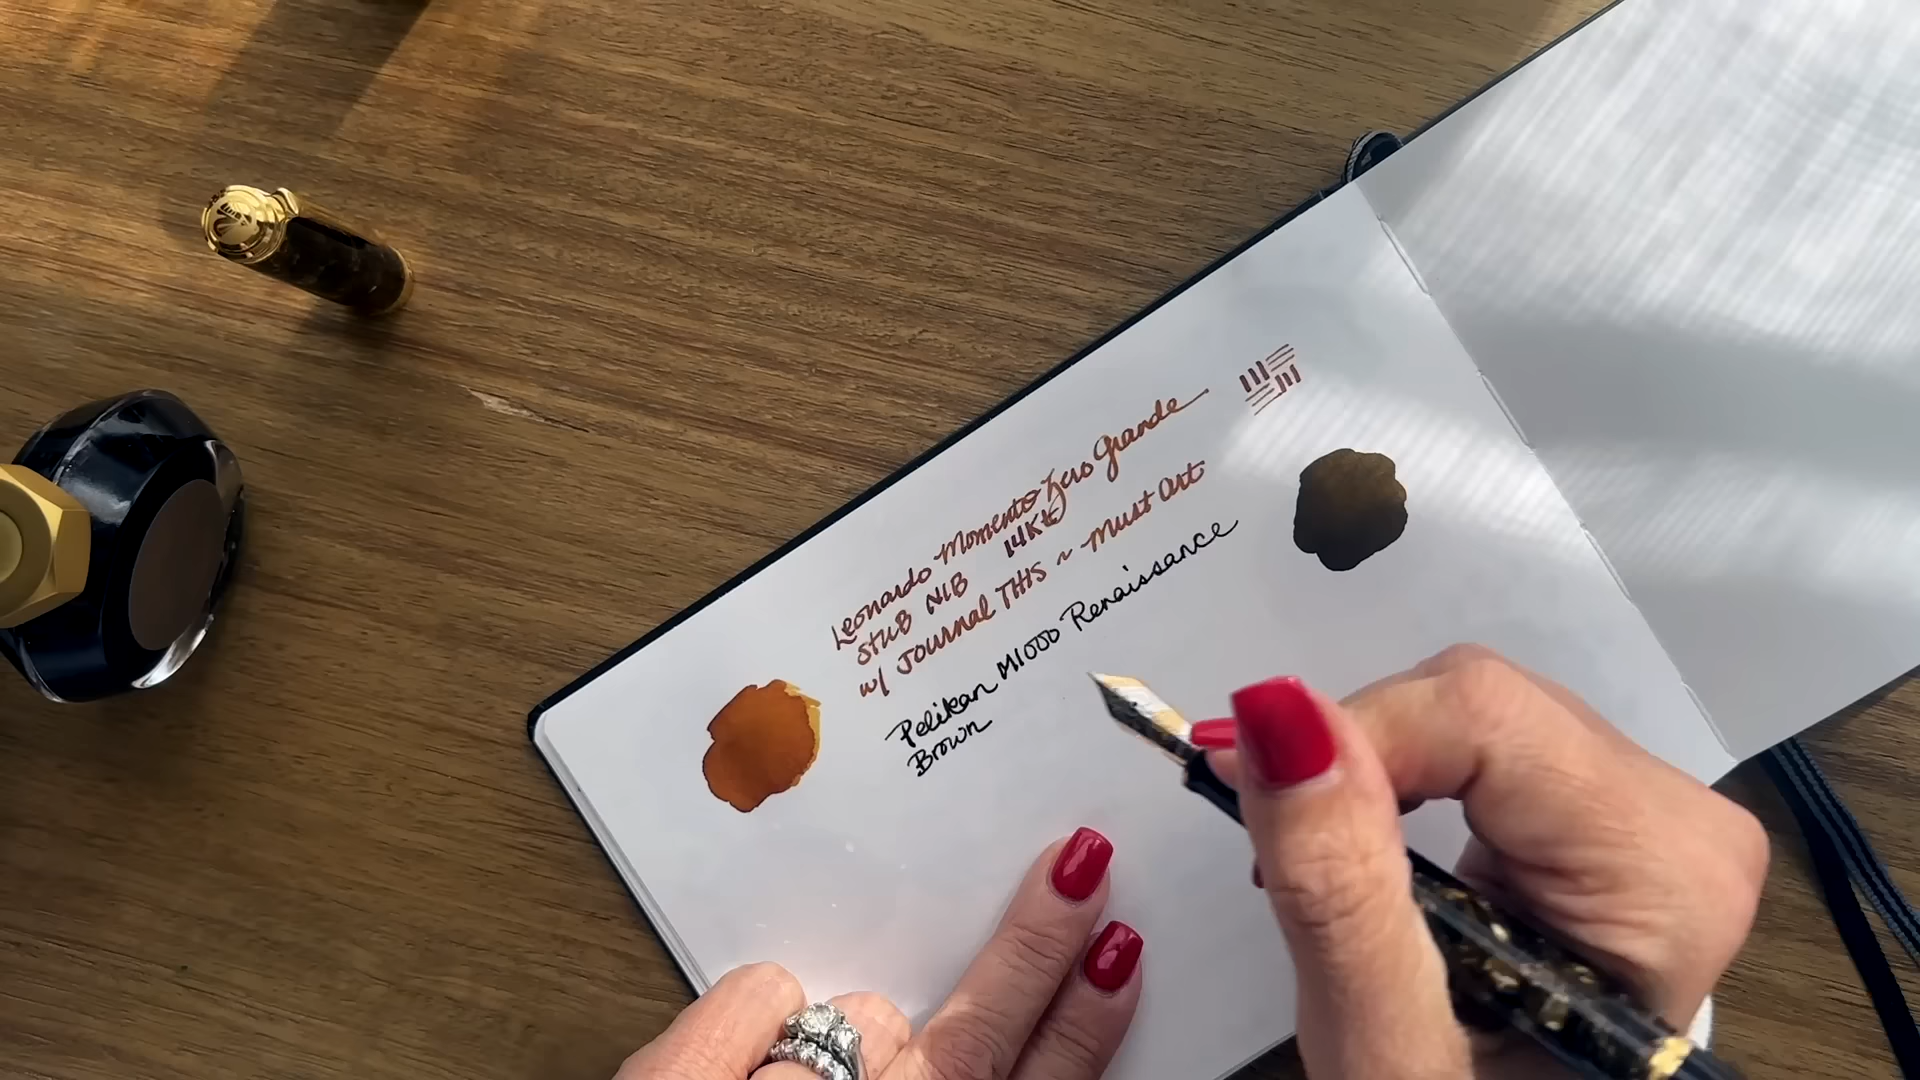 Leonardo Momento Zero Grande
STUB NIB 14Kt
w/ Journal THIS ~ Must Art
Pelikan M1000 Renaissance
Brown